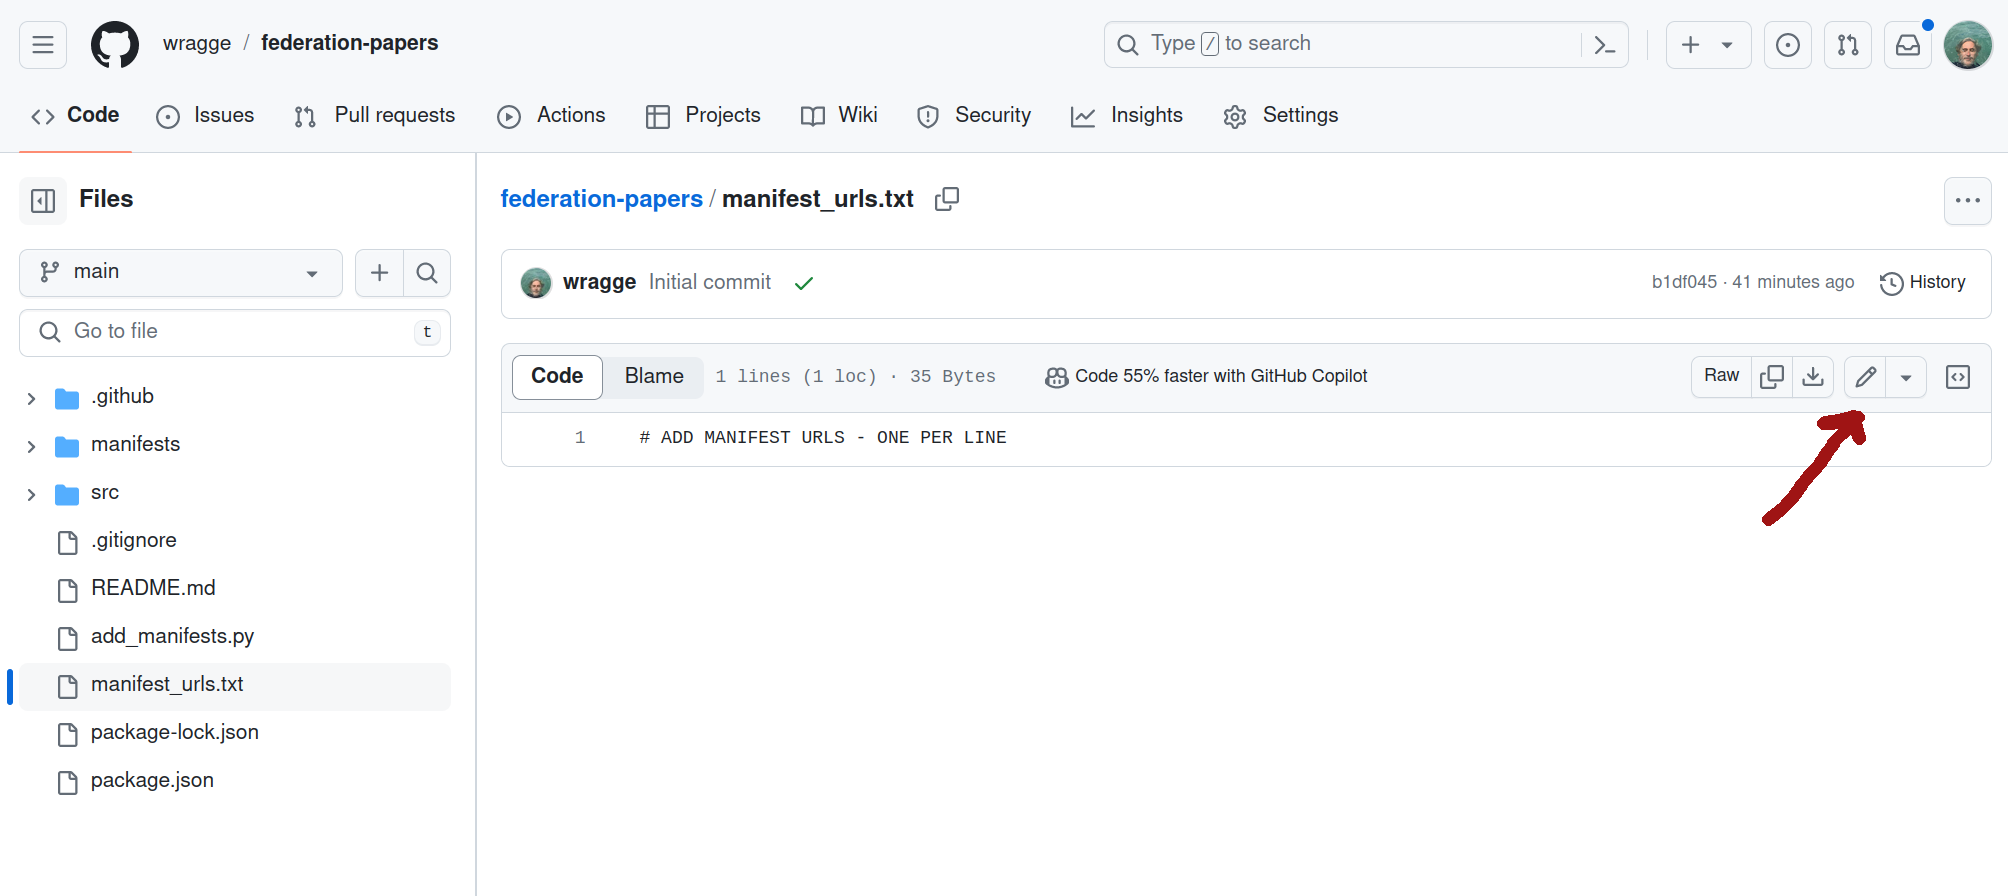 wragge / federation-papers
Type / to search
Code Issues Pull requests Actions Projects Wiki Security Insights Settings
Files
main
Go to file t
.github
manifests
src
.gitignore
README.md
add_manifests.py
manifest_urls.txt
package-lock.json
package.json
federation-papers / manifest_urls.txt
wragge Initial commit b1df045 · 41 minutes ago History
Code Blame 1 lines (1 loc) · 35 Bytes Code 55% faster with GitHub Copilot Raw
1 # ADD MANIFEST URLS - ONE PER LINE